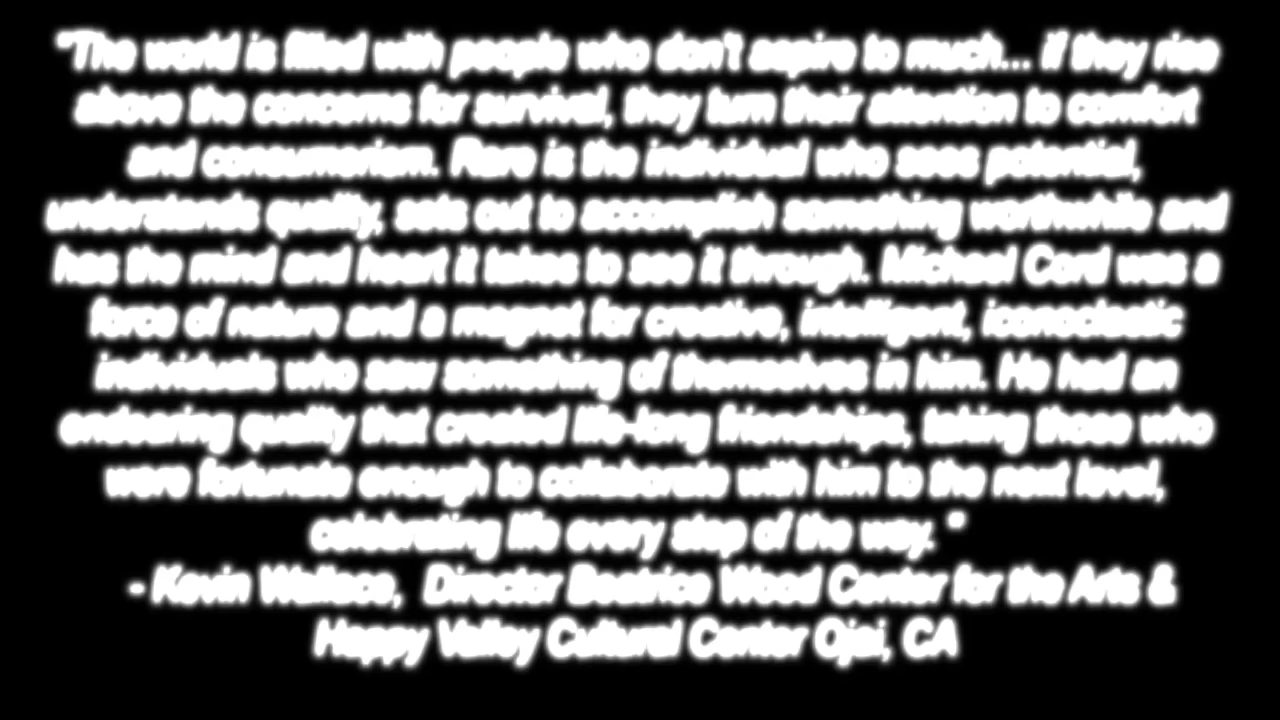 "The world is filled with people who don't aspire to much... if they rise
above the concerns for survival, they turn their attention to comfort
and consumerism. Rare is the individual who sees potential,
understands quality, sets out to accomplish something worthwhile and
has the mind and heart it takes to see it through. Michael Cord was a
force of nature and a magnet for creative, intelligent, iconoclastic
individuals who saw something of themselves in him. He had an
endearing quality that created life-long friendships, taking those who
were fortunate enough to collaborate with him to the next level,
celebrating life every step of the way. "
- Kevin Wallace, Director Beatrice Wood Center for the Arts &
Happy Valley Cultural Center Ojai, CA